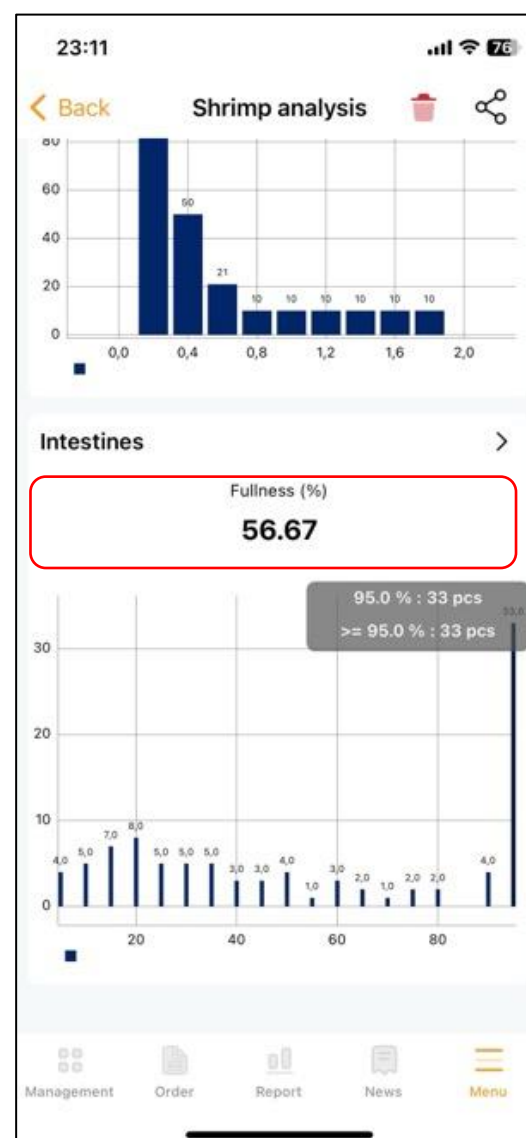 23:11
76
Back
Shrimp analysis
80
60
50
40
21
20
10 10 10 10 10 10
0
0,0 0,4 0,8 1,2 1,6 2,0
Intestines
Fullness (%)
56.67
95.0 % : 33 pcs
>= 95.0 % : 33 pcs
33,0
30
20
10
4,0 5,0 7,0 8,0 5,0 5,0 5,0 3,0 3,0 4,0 1,0 3,0 2,0 1,0 2,0 2,0 4,0
0
20 40 60 80
Management Order Report News Menu